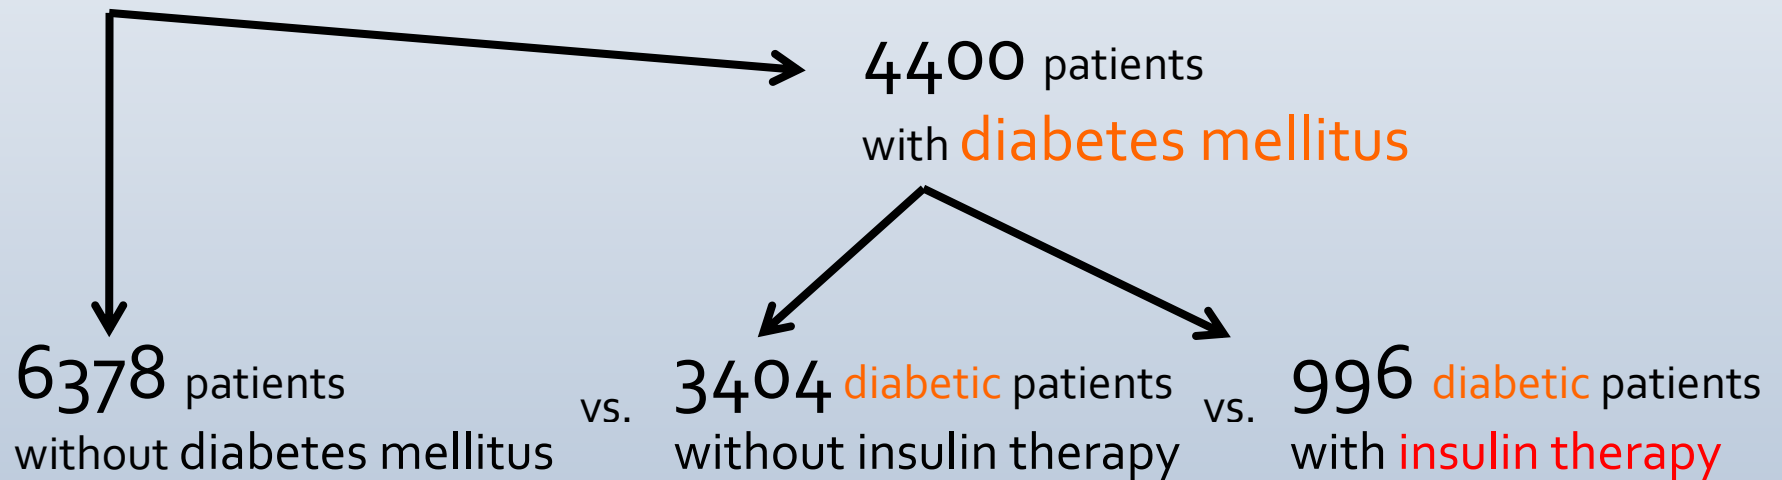 4400 patients
with diabetes mellitus
6378 patients
without diabetes mellitus
vs.
3404 diabetic patients
without insulin therapy
vs.
996 diabetic patients
with insulin therapy